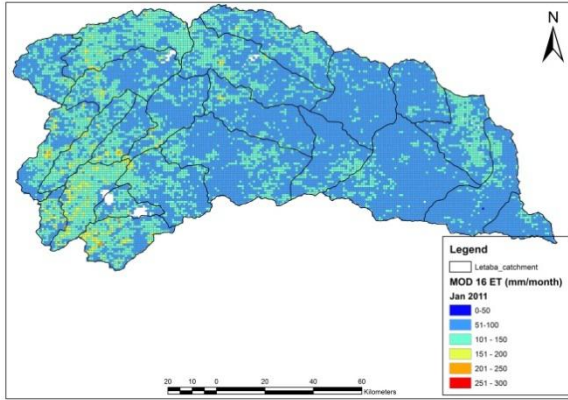 N
Legend
Letaba_catchment
MOD 16 ET (mm/month)
Jan 2011
0-50
51-100
101 - 150
151 - 200
201 - 250
251 - 300
20 10 0 20 40 60
Kilometers